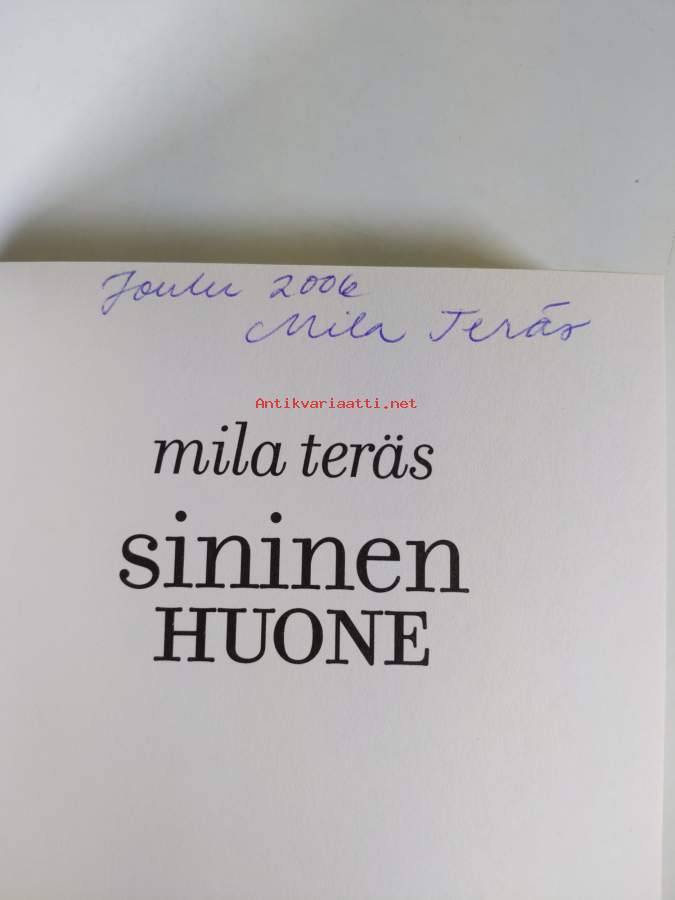 Joulu 2006
Mila Teräs
Antikvariaatti.net
mila teräs
sininen
HUONE